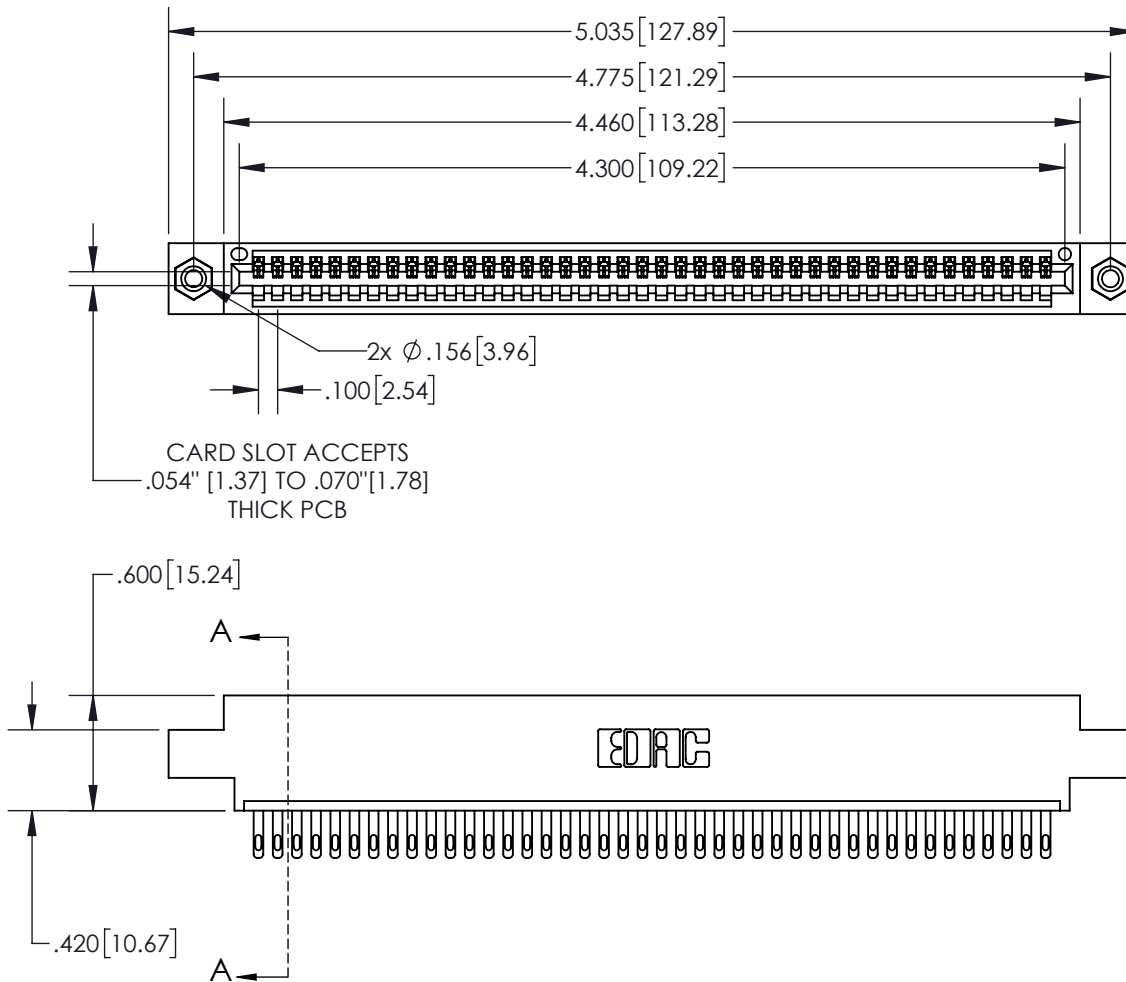 5.035[127.89]
4.775[121.29]
4.460[113.28]
4.300[109.22]
2x Ø.156[3.96]
.100[2.54]
CARD SLOT ACCEPTS
.054" [1.37] TO .070"[1.78]
THICK PCB
.600[15.24]
A
EDAC
.420[10.67]
A